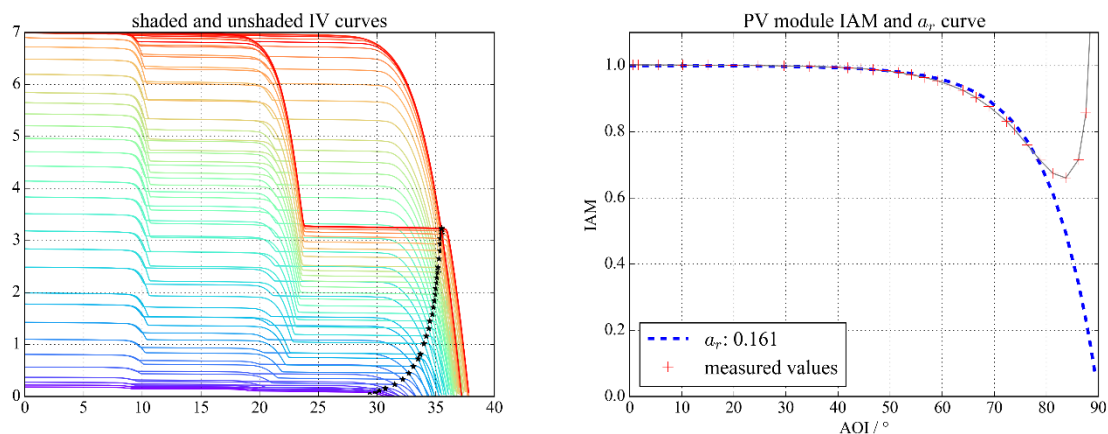 shaded and unshaded IV curves
7
6
5
4
3
2
1
0
0 5 10 15 20 25 30 35 40
PV module IAM and a_r curve
1.0
0.8
0.6
0.4
0.2
0.0
IAM
a_r: 0.161
measured values
0 10 20 30 40 50 60 70 80 90
AOI / °